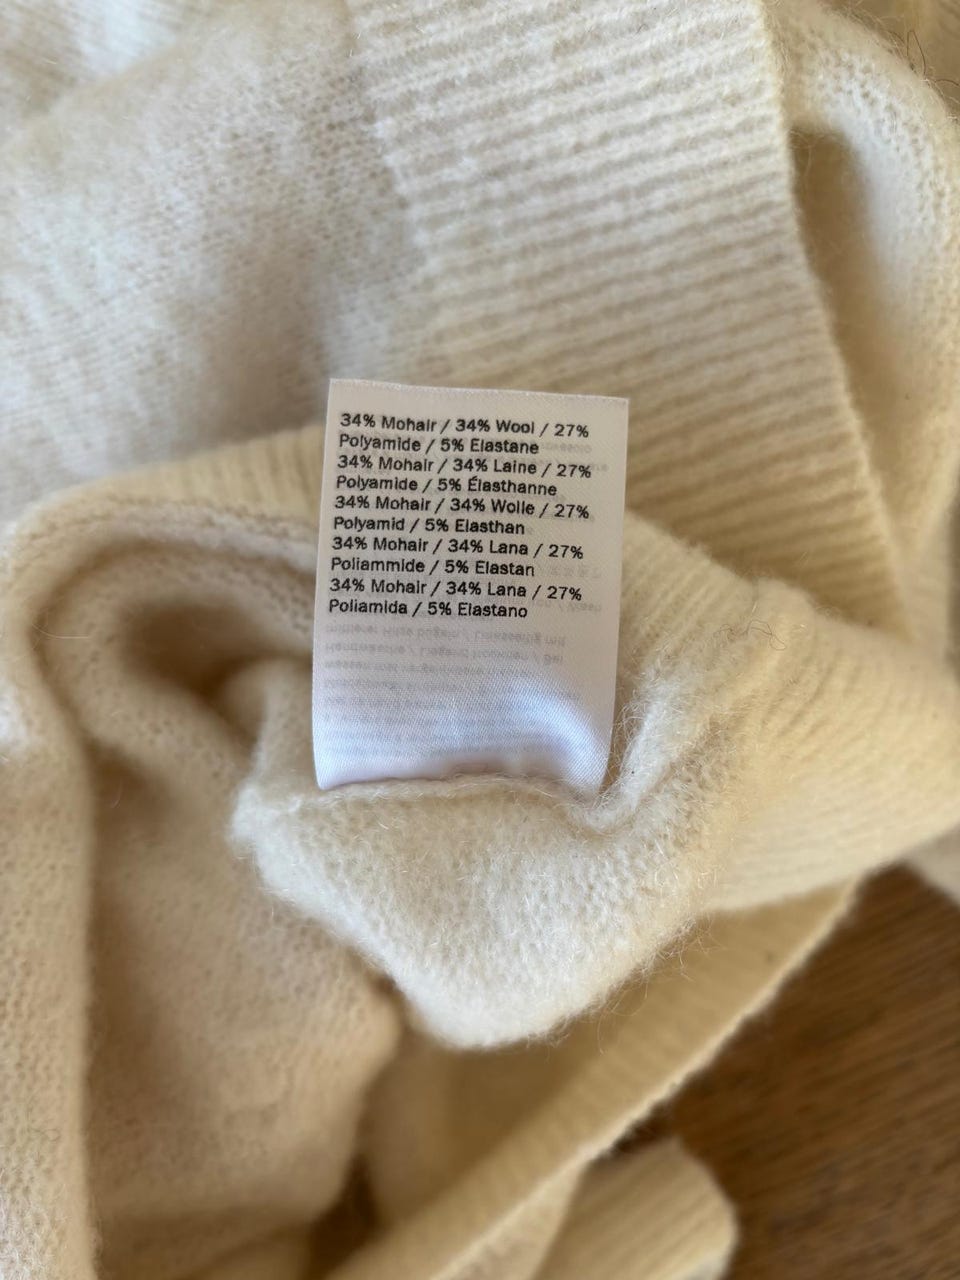 34% Mohair / 34% Wool / 27%
Polyamide / 5% Elastane
34% Mohair / 34% Laine / 27%
Polyamide / 5% Élasthanne
34% Mohair / 34% Wolle / 27%
Polyamid / 5% Elasthan
34% Mohair / 34% Lana / 27%
Poliammide / 5% Elastan
34% Mohair / 34% Lana / 27%
Poliamida / 5% Elastano